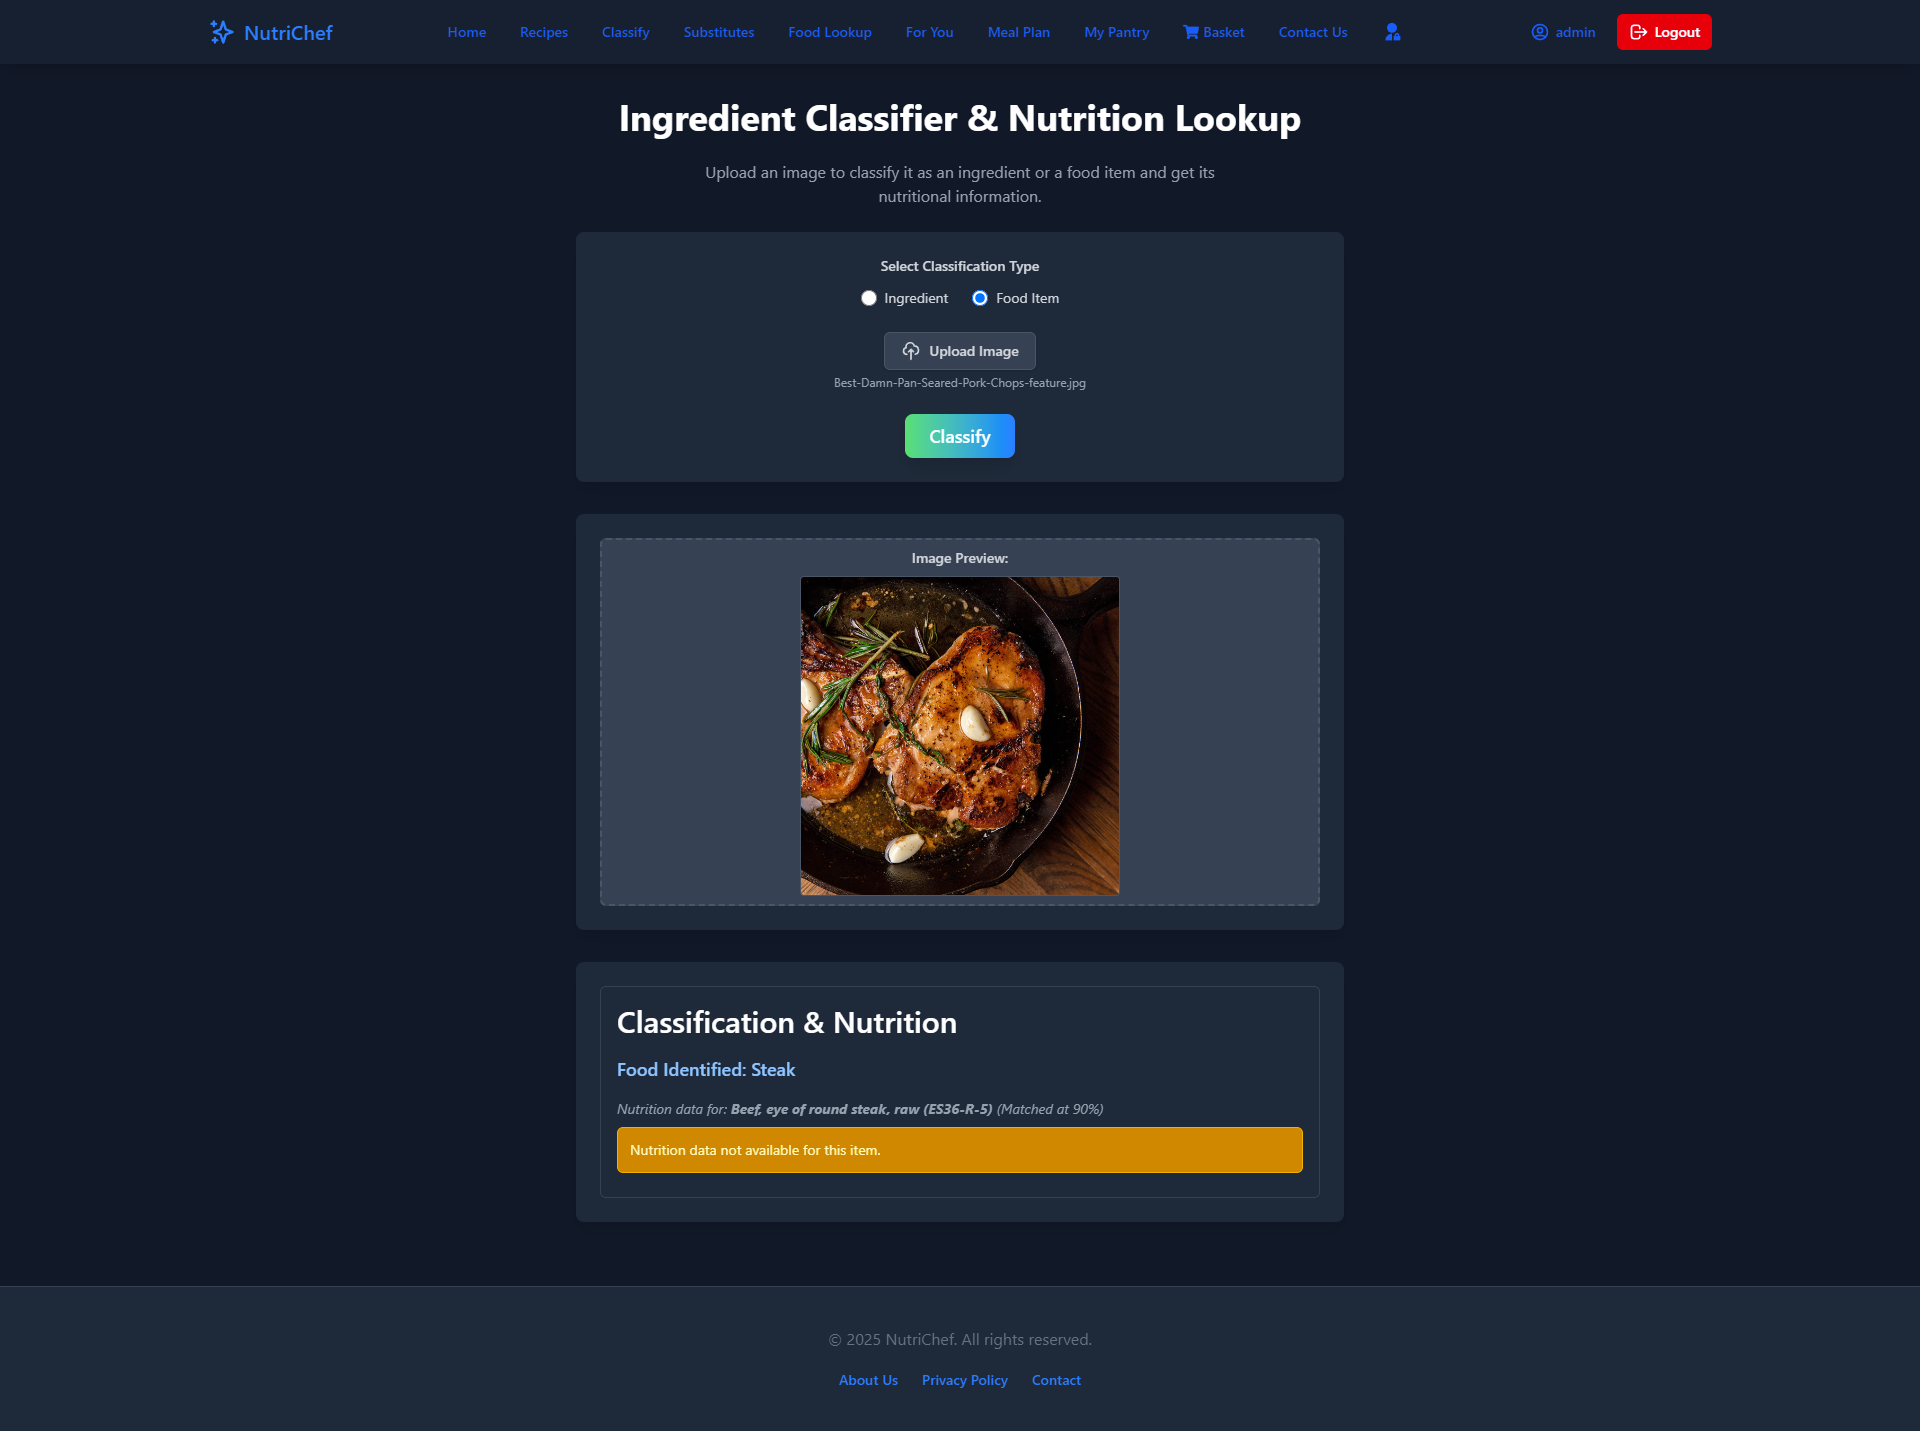 NutriChef
Home
Recipes
Classify
Substitutes
Food Lookup
For You
Meal Plan
My Pantry
Basket
Contact Us
admin
Logout
Ingredient Classifier & Nutrition Lookup
Upload an image to classify it as an ingredient or a food item and get its
nutritional information.
Select Classification Type
Ingredient
Food Item
Upload Image
Best-Damn-Pan-Seared-Pork-Chops-feature.jpg
Classify
Image Preview:
Classification & Nutrition
Food Identified: Steak
Nutrition data for: Beef, eye of round steak, raw (ES36-R-5) (Matched at 90%)
Nutrition data not available for this item.
© 2025 NutriChef. All rights reserved.
About Us
Privacy Policy
Contact